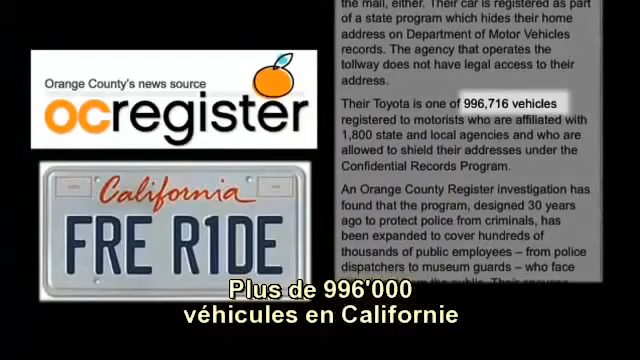 the mail, either. Their car is registered as part
of a state program which hides their home
address on Department of Motor Vehicles
records. The agency that operates the
tollway does not have legal access to their
address.
Their Toyota is one of 996,716 vehicles
registered to motorists who are affiliated with
1,800 state and local agencies and who are
allowed to shield their addresses under the
Confidential Records Program.
An Orange County Register investigation has
found that the program, designed 30 years
ago to protect police from criminals, has
been expanded to cover hundreds of
thousands of public employees – from police
dispatchers to museum guards – who face
Orange County's news source
ocregister
California
FRE R1DE
Plus de 996'000
véhicules en Californie